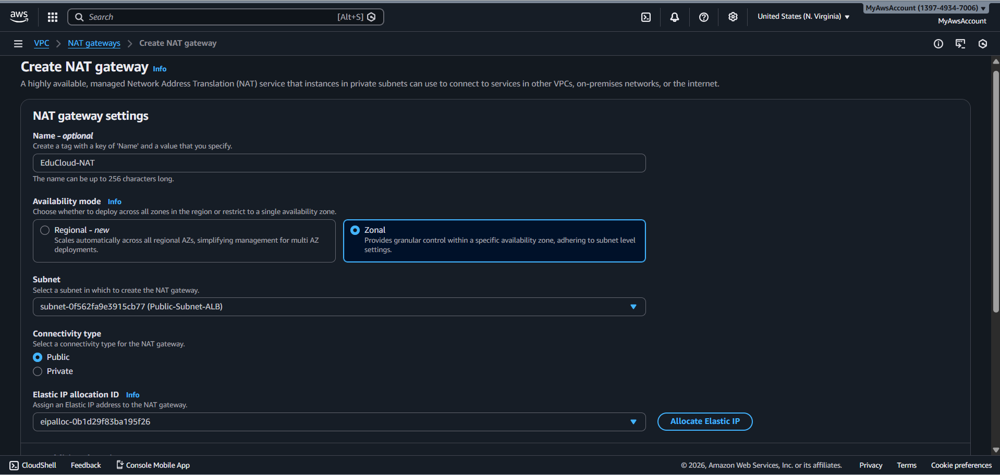 aws
Search [Alt+S]
United States (N. Virginia)
MyAwsAccount (1397-4934-7006)
MyAwsAccount
VPC
NAT gateways
Create NAT gateway
Create NAT gateway Info
A highly available, managed Network Address Translation (NAT) service that instances in private subnets can use to connect to services in other VPCs, on-premises networks, or the internet.
NAT gateway settings
Name - optional
Create a tag with a key of 'Name' and a value that you specify.
EduCloud-NAT
The name can be up to 256 characters long.
Availability mode Info
Choose whether to deploy across all zones in the region or restrict to a single availability zone.
Regional - new
Scales automatically across all regional AZs, simplifying management for multi AZ
deployments.
Zonal
Provides granular control within a specific availability zone, adhering to subnet level
settings.
Subnet
Select a subnet in which to create the NAT gateway.
subnet-0f562fa9e3915cb77 (Public-Subnet-ALB)
Connectivity type
Select a connectivity type for the NAT gateway.
Public
Private
Elastic IP allocation ID Info
Assign an Elastic IP address to the NAT gateway.
eipalloc-0b1d29f83ba195f26
Allocate Elastic IP
CloudShell
Feedback
Console Mobile App
© 2026, Amazon Web Services, Inc. or its affiliates.
Privacy
Terms
Cookie preferences